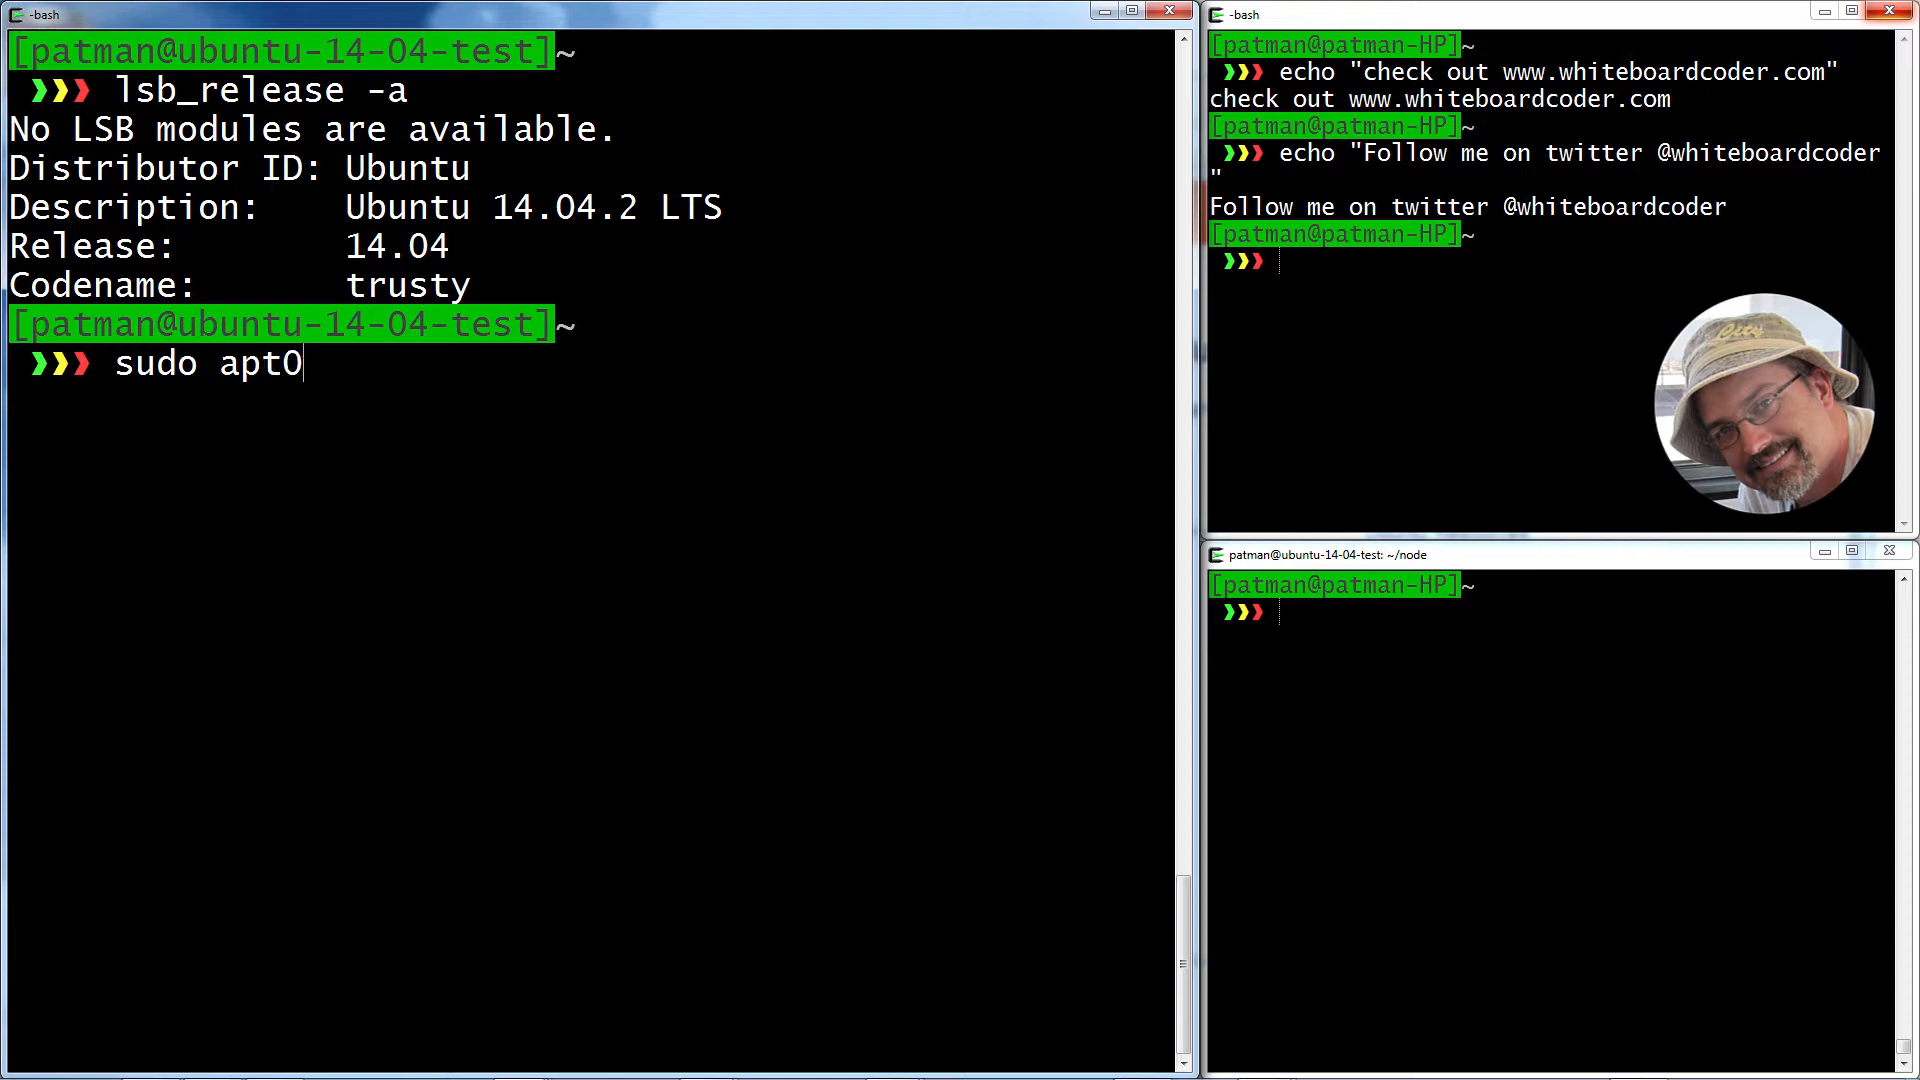 -bash
[patman@ubuntu-14-04-test]~
❯❯❯ lsb_release -a
No LSB modules are available.
Distributor ID: Ubuntu
Description: Ubuntu 14.04.2 LTS
Release: 14.04
Codename: trusty
[patman@ubuntu-14-04-test]~
❯❯❯ sudo apt0
-bash
[patman@patman-HP]~
❯❯❯ echo "check out www.whiteboardcoder.com"
check out www.whiteboardcoder.com
[patman@patman-HP]~
❯❯❯ echo "Follow me on twitter @whiteboardcoder
"
Follow me on twitter @whiteboardcoder
[patman@patman-HP]~
❯❯❯
City
patman@ubuntu-14-04-test: ~/node
[patman@patman-HP]~
❯❯❯